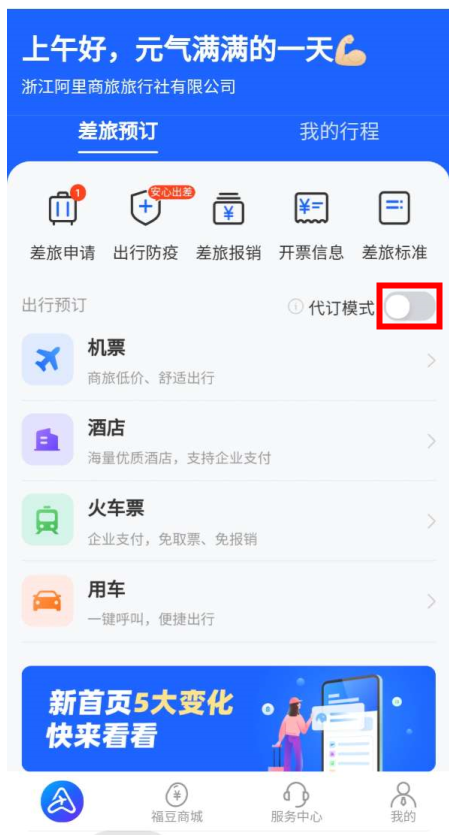 上午好，元气满满的一天💪
浙江阿里商旅旅行社有限公司
差旅预订 我的行程
1 安心出差
差旅申请 出行防疫 差旅报销 开票信息 差旅标准
出行预订 代订模式
机票
商旅低价、舒适出行
酒店
海量优质酒店，支持企业支付
火车票
企业支付，免取票、免报销
用车
一键呼叫，便捷出行
新首页5大变化
快来看看
福豆商城 服务中心 我的